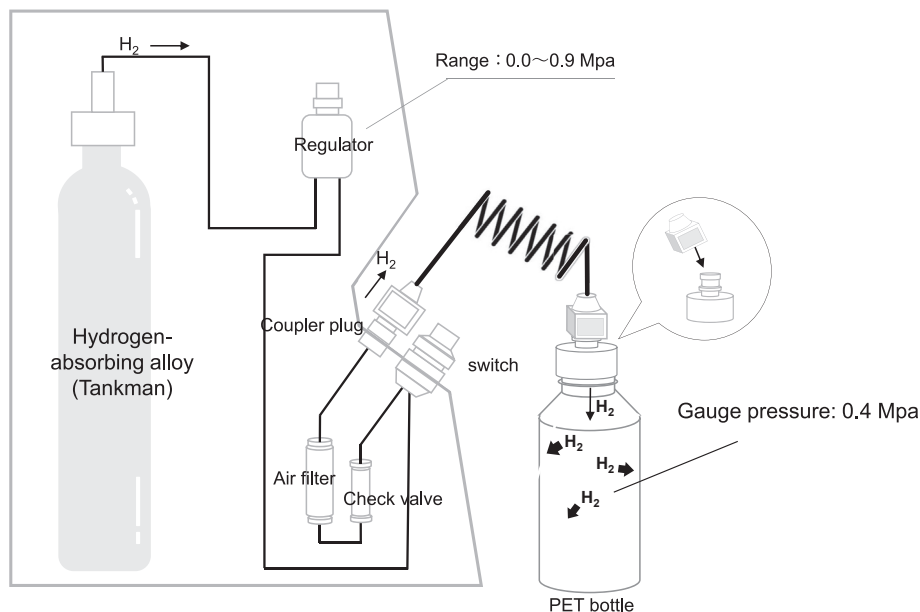 H2
Range：0.0～0.9 Mpa
Regulator
H2
Coupler plug
switch
Hydrogen-
absorbing alloy
(Tankman)
Air filter
Check valve
H2
Gauge pressure: 0.4 Mpa
H2
H2
H2
PET bottle